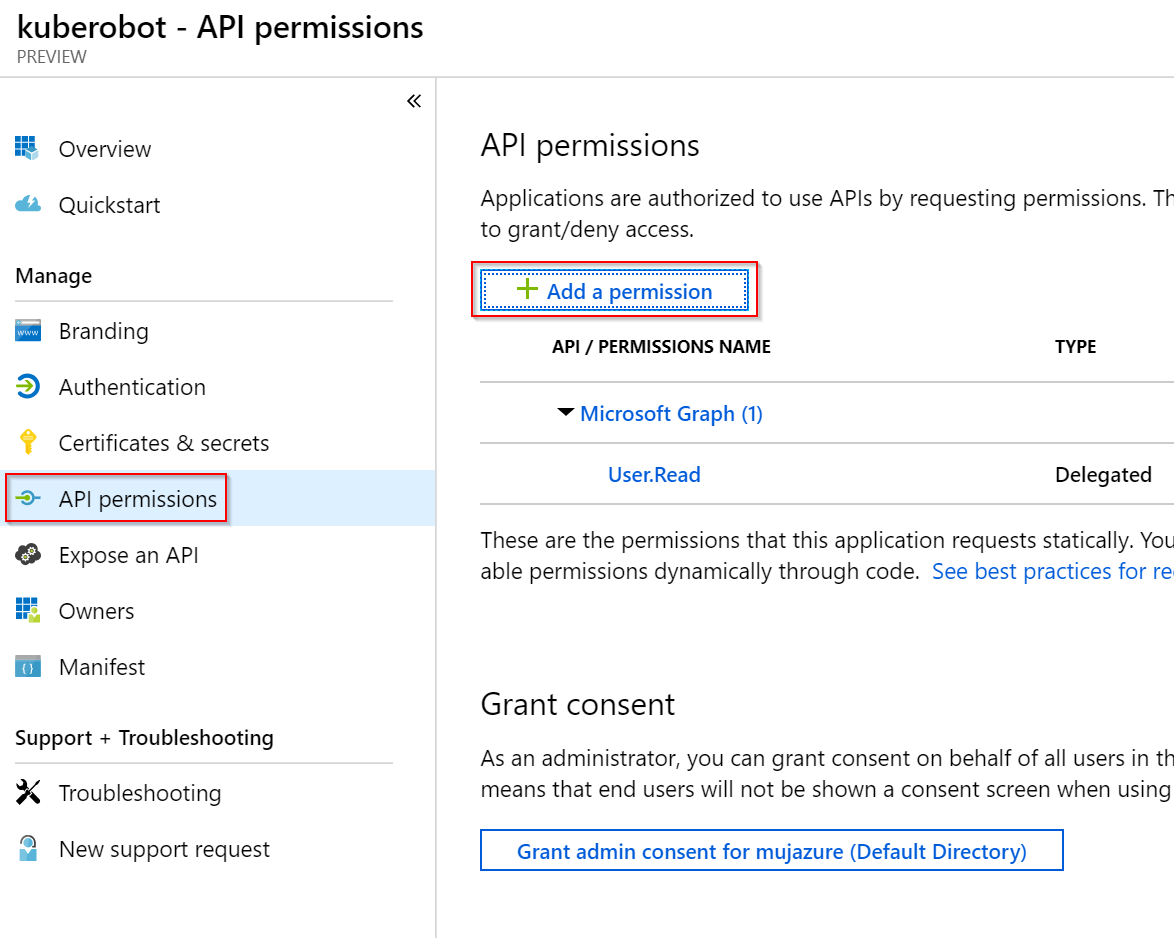 kuberobot - API permissions
PREVIEW
«
Overview
Quickstart
Manage
www
Branding
Authentication
Certificates & secrets
API permissions
Expose an API
Owners
{ }
Manifest
Support + Troubleshooting
Troubleshooting
New support request
API permissions
Applications are authorized to use APIs by requesting permissions. Th
to grant/deny access.
+ Add a permission
API / PERMISSIONS NAME TYPE
Microsoft Graph (1)
User.Read Delegated
These are the permissions that this application requests statically. You
able permissions dynamically through code. See best practices for re
Grant consent
As an administrator, you can grant consent on behalf of all users in th
means that end users will not be shown a consent screen when using
Grant admin consent for mujazure (Default Directory)